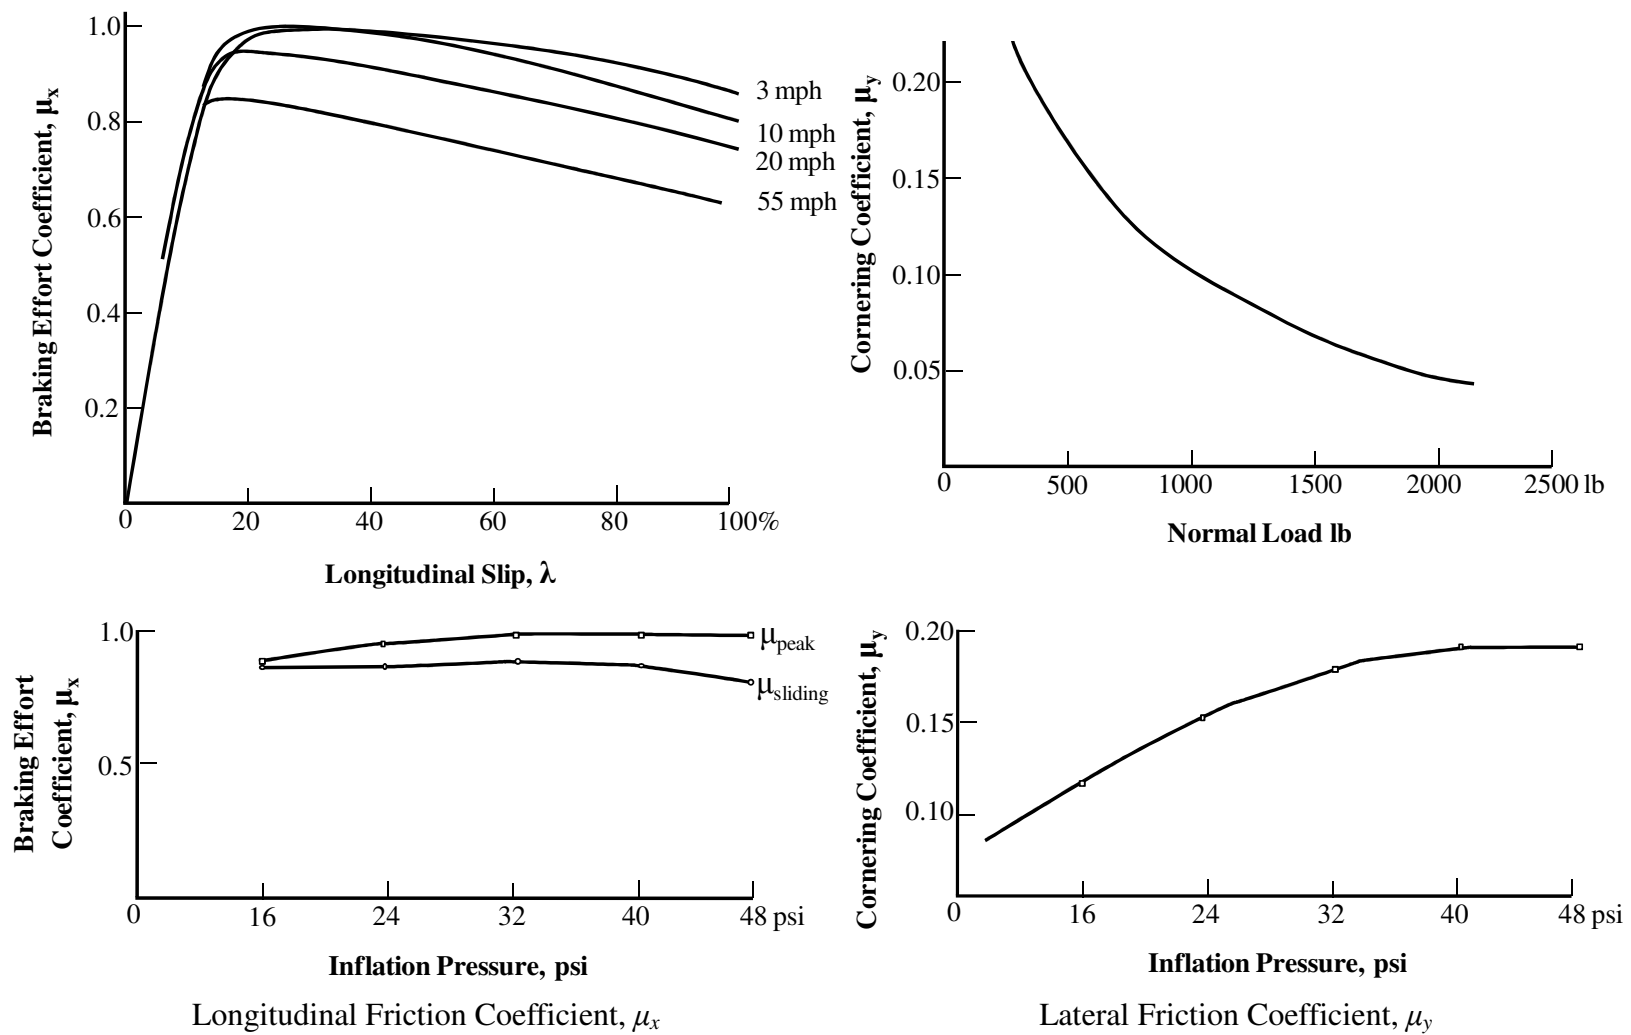 1.0
0.8
0.6
0.4
0.2
0
20
40
60
80
100%
Braking Effort Coefficient, μx
Longitudinal Slip, λ
3 mph
10 mph
20 mph
55 mph
0.20
0.15
0.10
0.05
0
500
1000
1500
2000
2500 lb
Cornering Coefficient, μy
Normal Load lb
1.0
0.5
0
16
24
32
40
48 psi
Braking Effort
Coefficient, μx
μpeak
μsliding
Inflation Pressure, psi
Longitudinal Friction Coefficient, μx
0.20
0.15
0.10
0
16
24
32
40
48 psi
Cornering Coefficient, μy
Inflation Pressure, psi
Lateral Friction Coefficient, μy